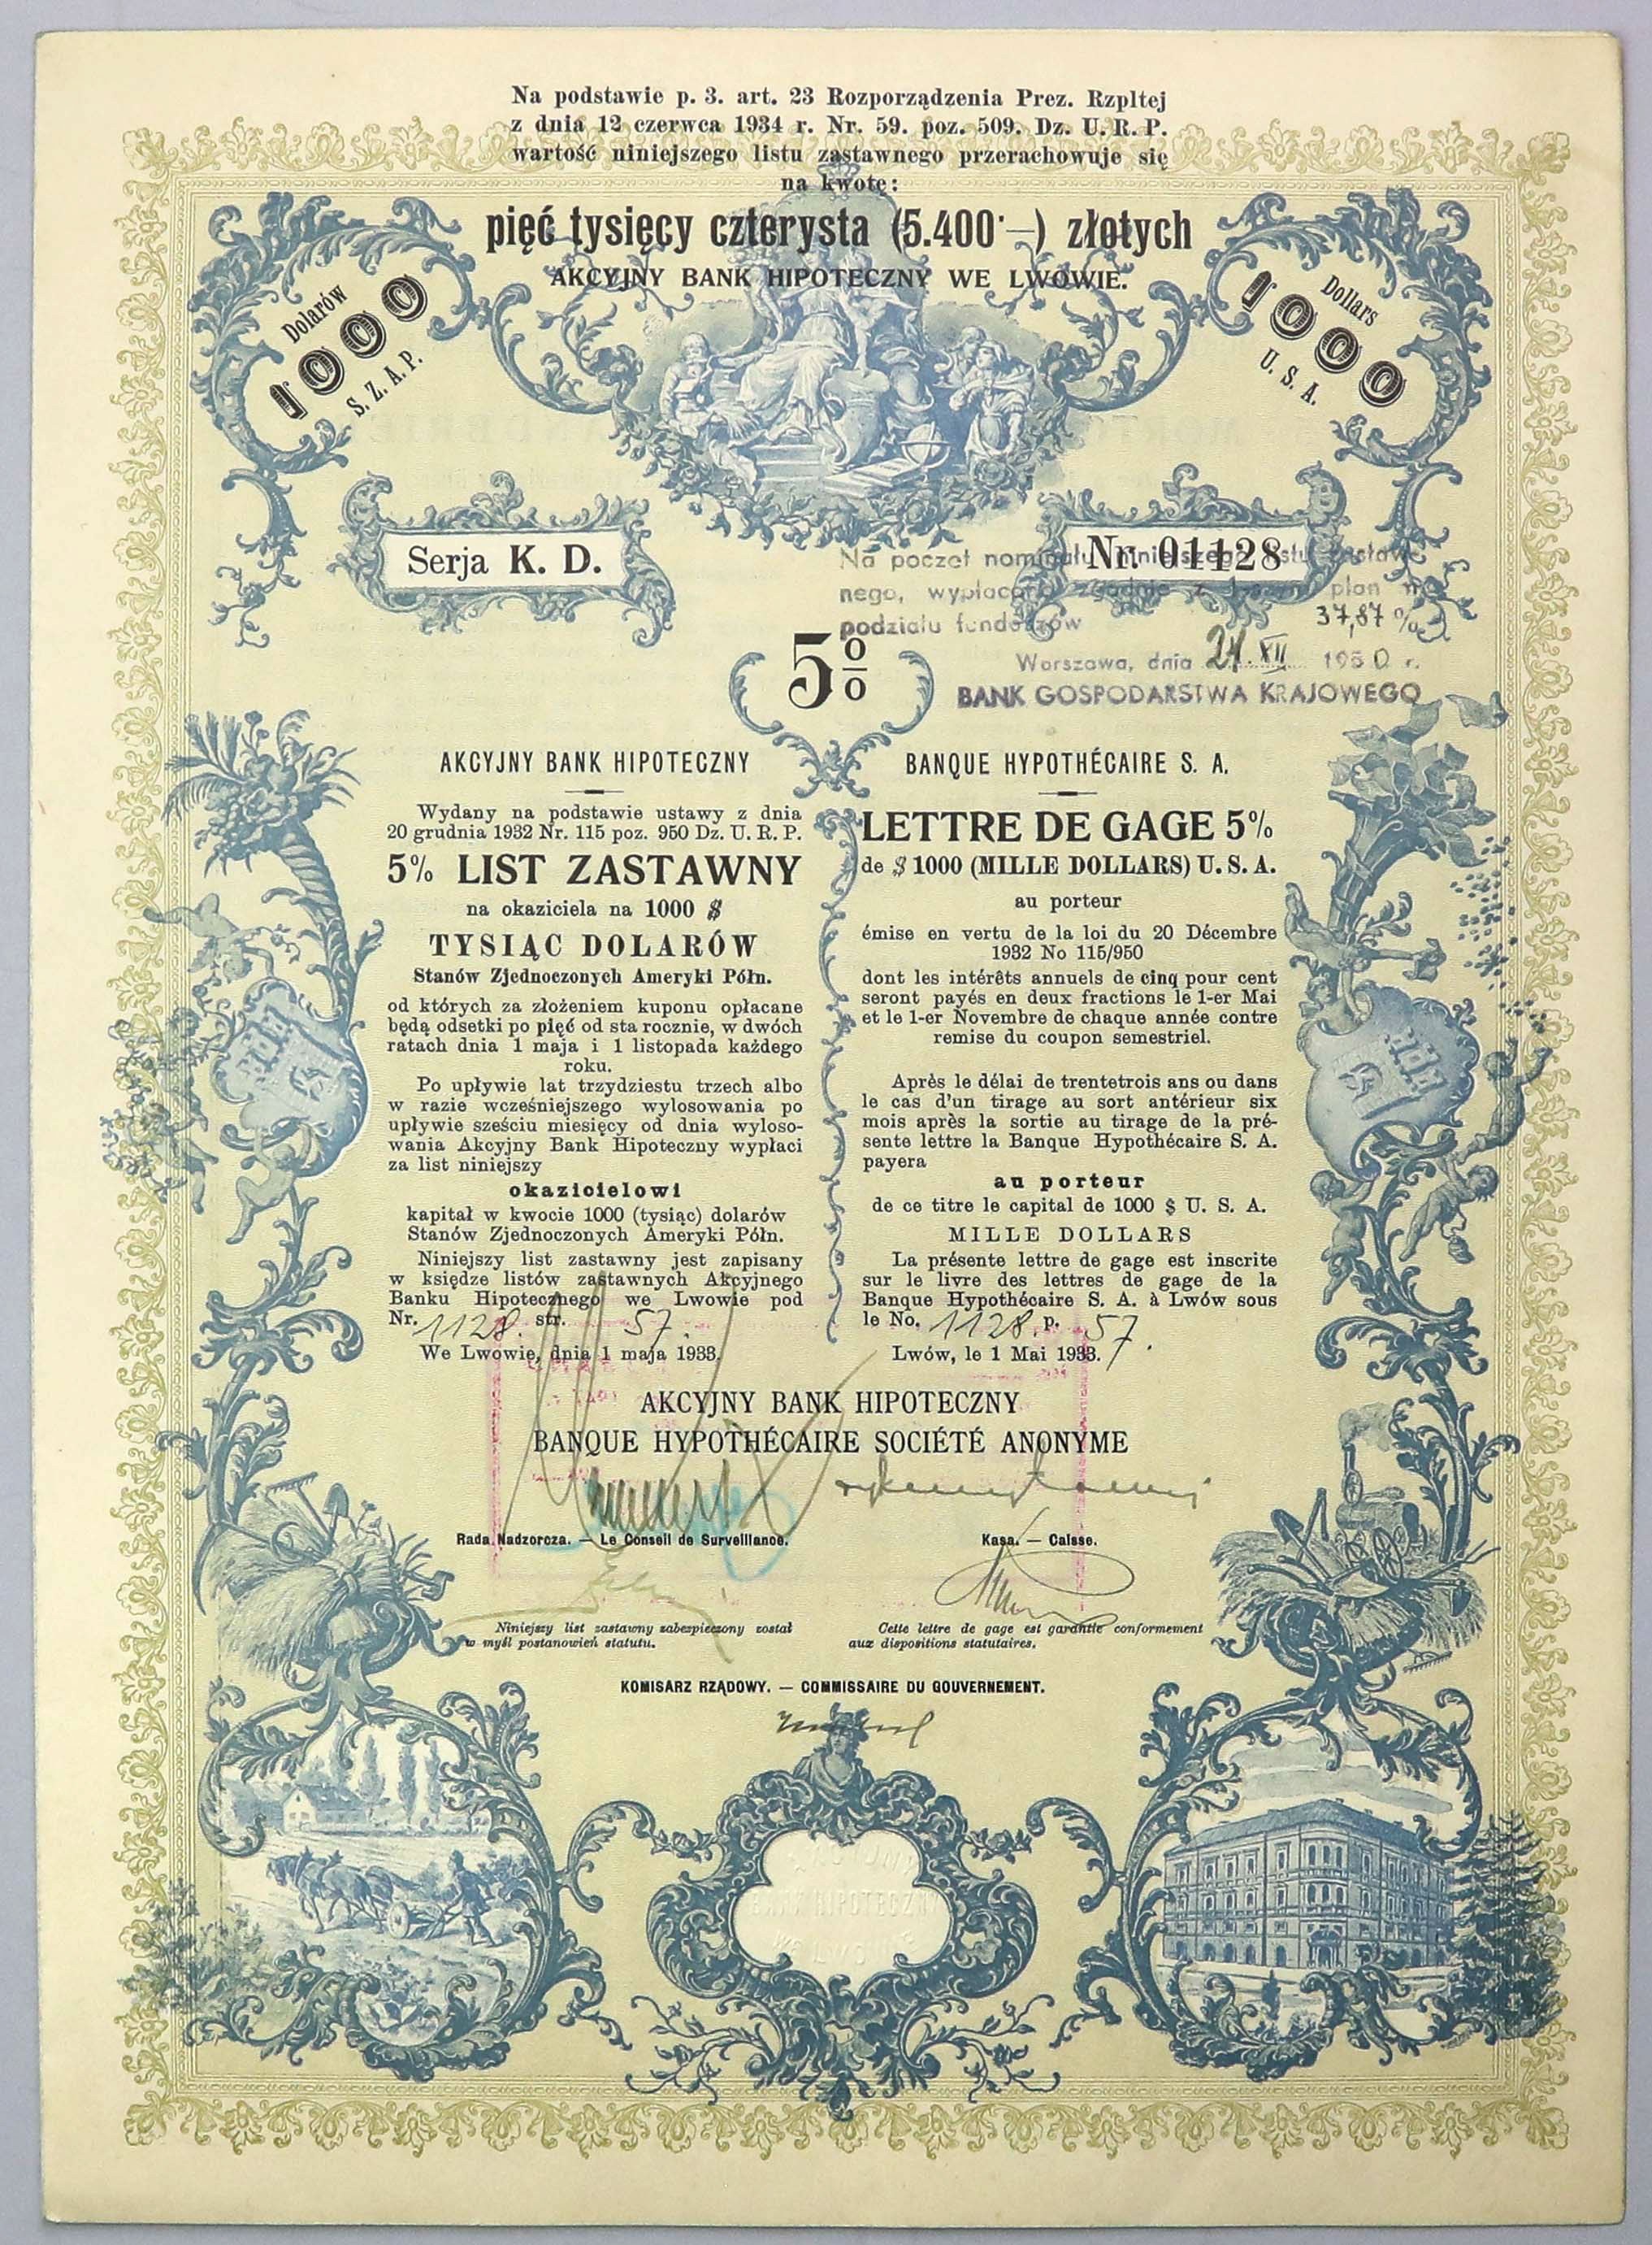 Na podstawie p. 3. art. 23 Rozporządzenia Prez. Rzpltej
z dnia 12 czerwca 1934 r. Nr. 59. poz. 509. Dz. U. R. P.
wartość niniejszego listu zastawnego przerachowuje się
na kwotę:
pięć tysięcy czterysta (5.400·—) złotych
AKCYJNY BANK HIPOTECZNY WE LWOWIE.
Dolarów
1000
S. Z. A. P.
Dollars
1000
U. S. A.
Serja K. D.
Nr. 01128
Na poczet nominału niniejszego listu zastaw-
nego, wypłacono zgodnie z planem
podziału funduszów 37,87 %
Warszawa, dnia 24. XII 1950 r.
BANK GOSPODARSTWA KRAJOWEGO
5%
AKCYJNY BANK HIPOTECZNY
Wydany na podstawie ustawy z dnia
20 grudnia 1932 Nr. 115 poz. 950 Dz. U. R. P.
5% LIST ZASTAWNY
na okaziciela na 1000 $
TYSIĄC DOLARÓW
Stanów Zjednoczonych Ameryki Półn.
od których za złożeniem kuponu opłacane
będą odsetki po pięć od sta rocznie, w dwóch
ratach dnia 1 maja i 1 listopada każdego
roku.
Po upływie lat trzydziestu trzech albo
w razie wcześniejszego wylosowania po
upływie sześciu miesięcy od dnia wyloso-
wania Akcyjny Bank Hipoteczny wypłaci
za list niniejszy
okazicielowi
kapitał w kwocie 1000 (tysiąc) dolarów
Stanów Zjednoczonych Ameryki Półn.
Niniejszy list zastawny jest zapisany
w księdze listów zastawnych Akcyjnego
Banku Hipotecznego we Lwowie pod
Nr. 1128. str. 57.
We Lwowie, dnia 1 maja 1933.
BANQUE HYPOTHÉCAIRE S. A.
LETTRE DE GAGE 5%
de $ 1000 (MILLE DOLLARS) U. S. A.
au porteur
émise en vertu de la loi du 20 Décembre
1932 No 115/950
dont les intérêts annuels de cinq pour cent
seront payés en deux fractions le 1-er Mai
et le 1-er Novembre de chaque année contre
remise du coupon semestriel.
Après le délai de trentetrois ans ou dans
le cas d'un tirage au sort antérieur six
mois après la sortie au tirage de la pré-
sente lettre la Banque Hypothécaire S. A.
payera
au porteur
de ce titre le capital de 1000 $ U. S. A.
MILLE DOLLARS
La présente lettre de gage est inscrite
sur le livre des lettres de gage de la
Banque Hypothécaire S. A. à Lwów sous
le No. 1128. p. 57.
Lwów, le 1 Mai 1933.
AKCYJNY BANK HIPOTECZNY
BANQUE HYPOTHÉCAIRE SOCIÉTÉ ANONYME
Rada Nadzorcza. — Le Conseil de Surveillance.
Kasa. — Caisse.
Niniejszy list zastawny zabezpieczony został
w myśl postanowień statutu.
Cette lettre de gage est garantie conformement
aux dispositions statutaires.
KOMISARZ RZĄDOWY. — COMMISSAIRE DU GOUVERNEMENT.
AKCYJNY
BANK HIPOTECZNY
WE LWOWIE